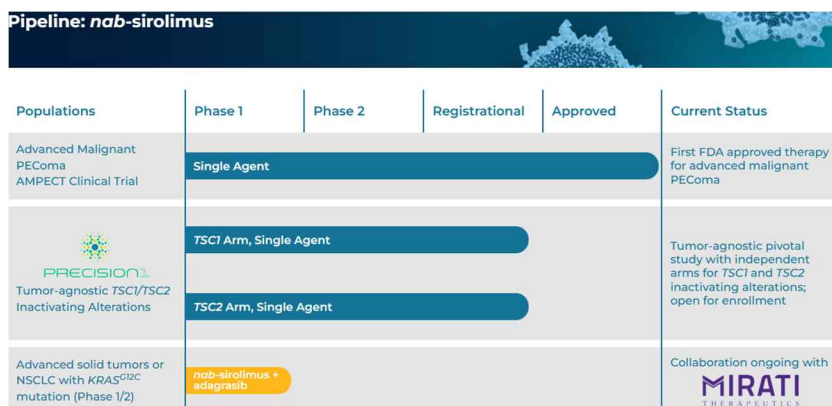 Pipeline: nab-sirolimus
Populations
Phase 1
Phase 2
Registrational
Approved
Current Status
Advanced Malignant
PEComa
AMPECT Clinical Trial
Single Agent
First FDA approved therapy
for advanced malignant
PEComa
PRECISION1
Tumor-agnostic TSC1/TSC2
Inactivating Alterations
TSC1 Arm, Single Agent
TSC2 Arm, Single Agent
Tumor-agnostic pivotal
study with independent
arms for TSC1 and TSC2
inactivating alterations;
open for enrollment
Advanced solid tumors or
NSCLC with KRASG12C
mutation (Phase 1/2)
nab-sirolimus +
adagrasib
Collaboration ongoing with
MIRATI
THERAPEUTICS